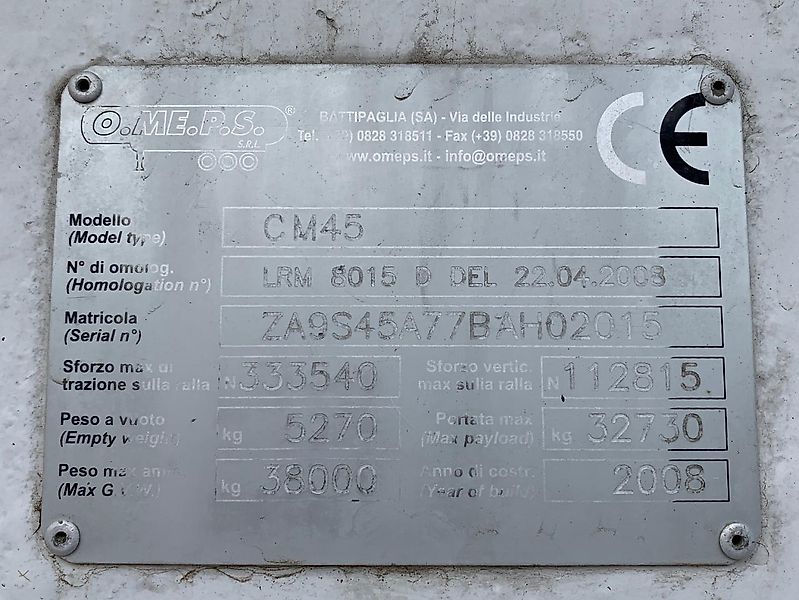 O.ME.P.S.®
S.R.L.
BATTIPAGLIA (SA) - Via delle Industrie
Tel. (+39) 0828 318511 - Fax (+39) 0828 318550
www.omeps.it - info@omeps.it
CE
Modello
(Model type) CM45
N° di omolog.
(Homologation n°) LRM 8015 D DEL 22.04.2008
Matricola
(Serial n°) ZA9S45A77BAH02015
Sforzo max di Sforzo vertic.
trazione sulla ralla N 333540 max sulla ralla N 112815
Peso a vuoto Portata max
(Empty weight) kg 5270 (Max payload) kg 32730
Peso max amm. Anno di costr.
(Max G.V.W.) kg 38000 (Year of build) 2008